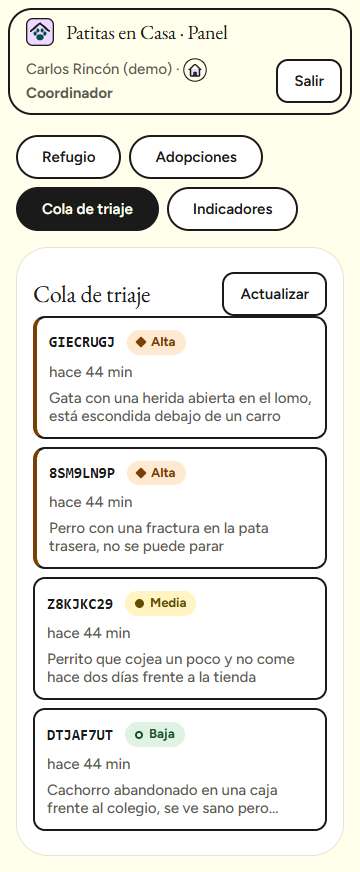 Patitas en Casa · Panel
Carlos Rincón (demo) ·
Coordinador
Salir
Refugio
Adopciones
Cola de triaje
Indicadores
Cola de triaje
Actualizar
GIECRUGJ
Alta
hace 44 min
Gata con una herida abierta en el lomo,
está escondida debajo de un carro
8SM9LN9P
Alta
hace 44 min
Perro con una fractura en la pata
trasera, no se puede parar
Z8KJKC29
Media
hace 44 min
Perrito que cojea un poco y no come
hace dos días frente a la tienda
DTJAF7UT
Baja
hace 44 min
Cachorro abandonado en una caja
frente al colegio, se ve sano pero…